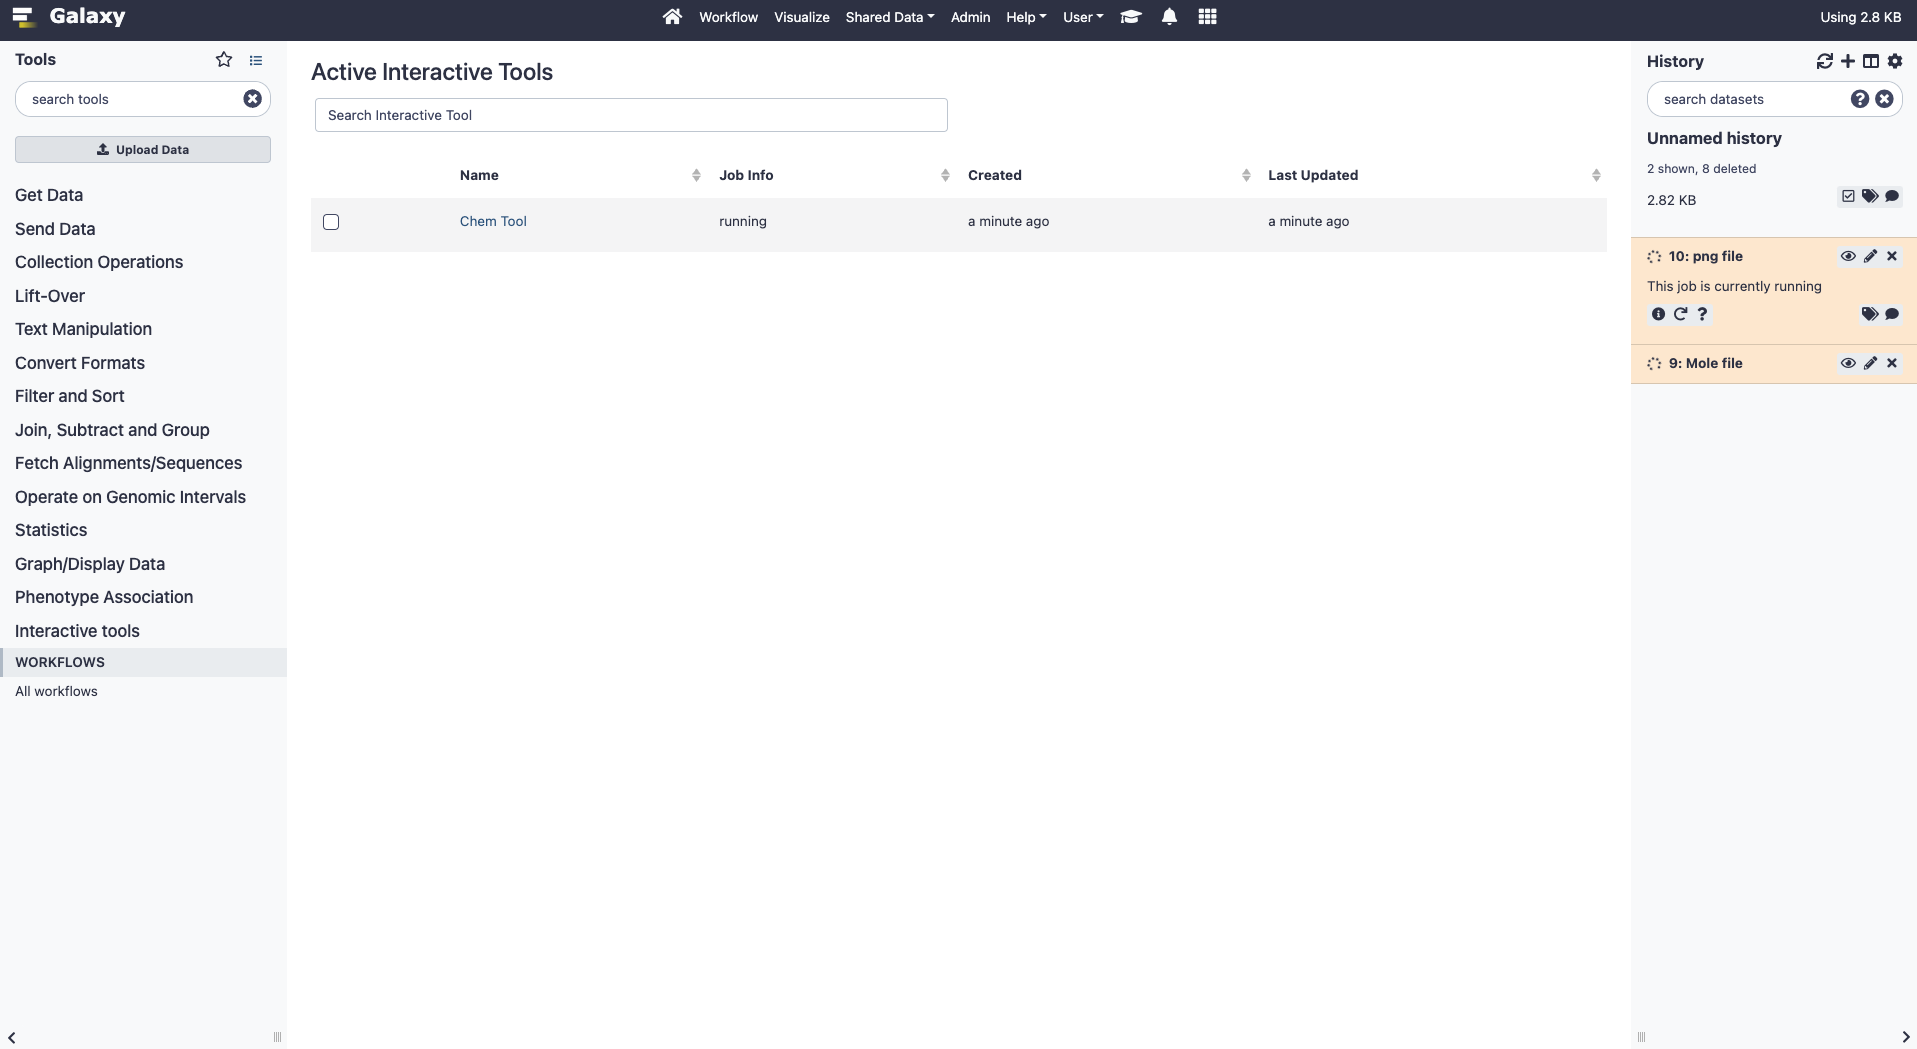 Galaxy
Workflow Visualize Shared Data Admin Help User
Using 2.8 KB
Tools
search tools
Upload Data
Get Data
Send Data
Collection Operations
Lift-Over
Text Manipulation
Convert Formats
Filter and Sort
Join, Subtract and Group
Fetch Alignments/Sequences
Operate on Genomic Intervals
Statistics
Graph/Display Data
Phenotype Association
Interactive tools
WORKFLOWS
All workflows
Active Interactive Tools
Search Interactive Tool
Name Job Info Created Last Updated
Chem Tool running a minute ago a minute ago
History
search datasets
Unnamed history
2 shown, 8 deleted
2.82 KB
10: png file
This job is currently running
9: Mole file